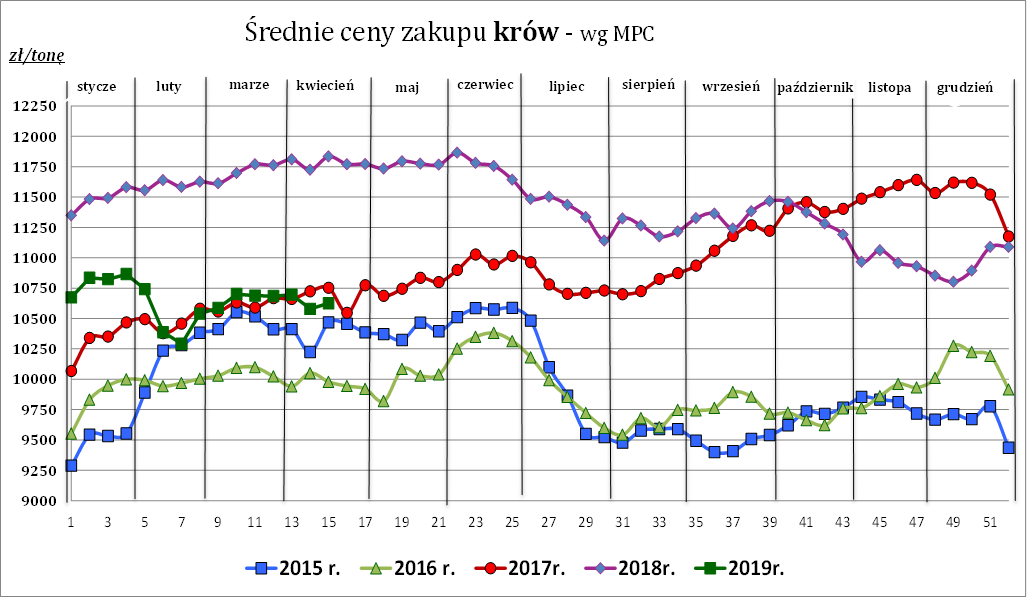 Średnie ceny zakupu krów - wg MPC
zł/tonę
stycze luty marze kwiecień maj czerwiec lipiec sierpień wrzesień październik listopa grudzień
12250
12000
11750
11500
11250
11000
10750
10500
10250
10000
9750
9500
9250
9000
1 3 5 7 9 11 13 15 17 19 21 23 25 27 29 31 33 35 37 39 41 43 45 47 49 51
2015 r. 2016 r. 2017r. 2018r. 2019r.